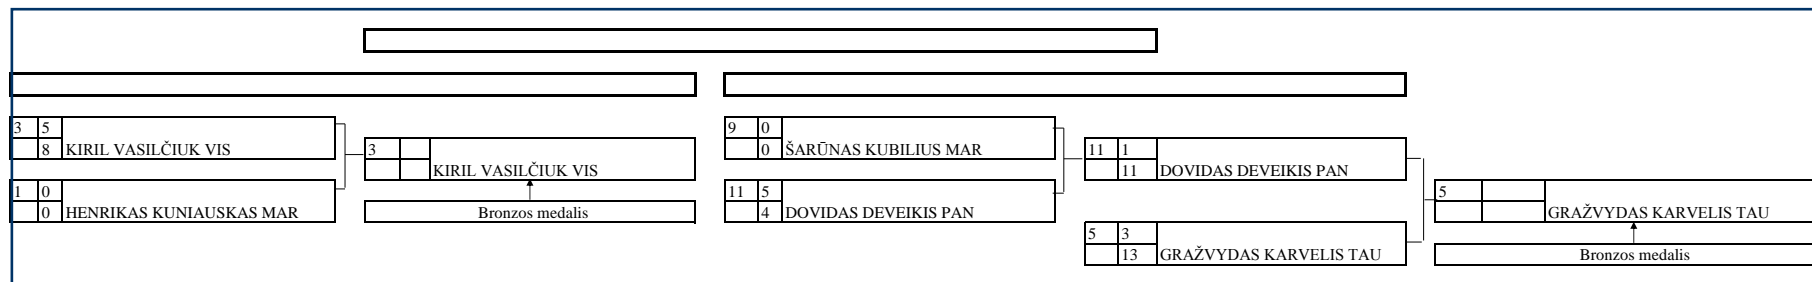 3 5
8 KIRIL VASILČIUK VIS
1 0
0 HENRIKAS KUNIAUSKAS MAR
3
KIRIL VASILČIUK VIS
Bronzos medalis
9 0
0 ŠARŪNAS KUBILIUS MAR
11 5
4 DOVIDAS DEVEIKIS PAN
11 1
11 DOVIDAS DEVEIKIS PAN
5 3
13 GRAŽVYDAS KARVELIS TAU
5
GRAŽVYDAS KARVELIS TAU
Bronzos medalis